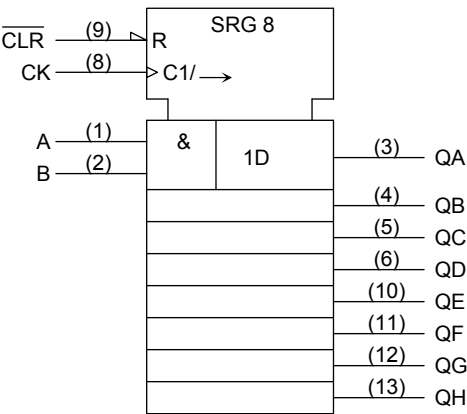 SRG 8
CLR (9) R
CK (8) C1/→
A (1) & 1D (3) QA
B (2)
(4) QB
(5) QC
(6) QD
(10) QE
(11) QF
(12) QG
(13) QH